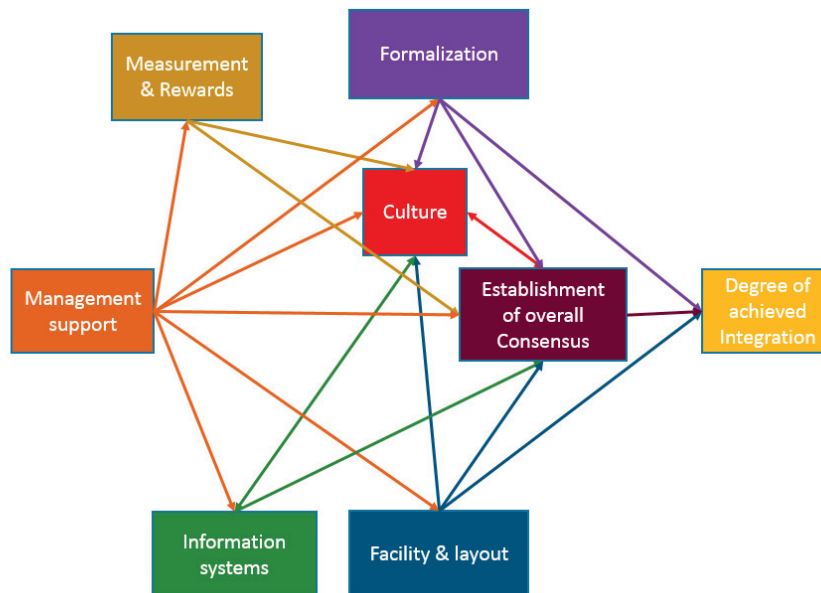 Measurement
& Rewards
Formalization
Culture
Management
support
Establishment
of overall
Consensus
Degree of
achieved
Integration
Information
systems
Facility & layout